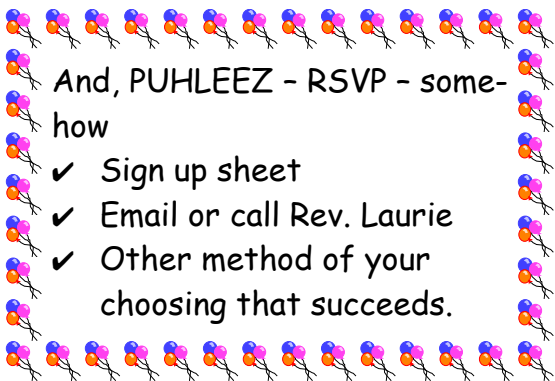 And, PUHLEEZ – RSVP – some-
how
✔ Sign up sheet
✔ Email or call Rev. Laurie
✔ Other method of your
choosing that succeeds.